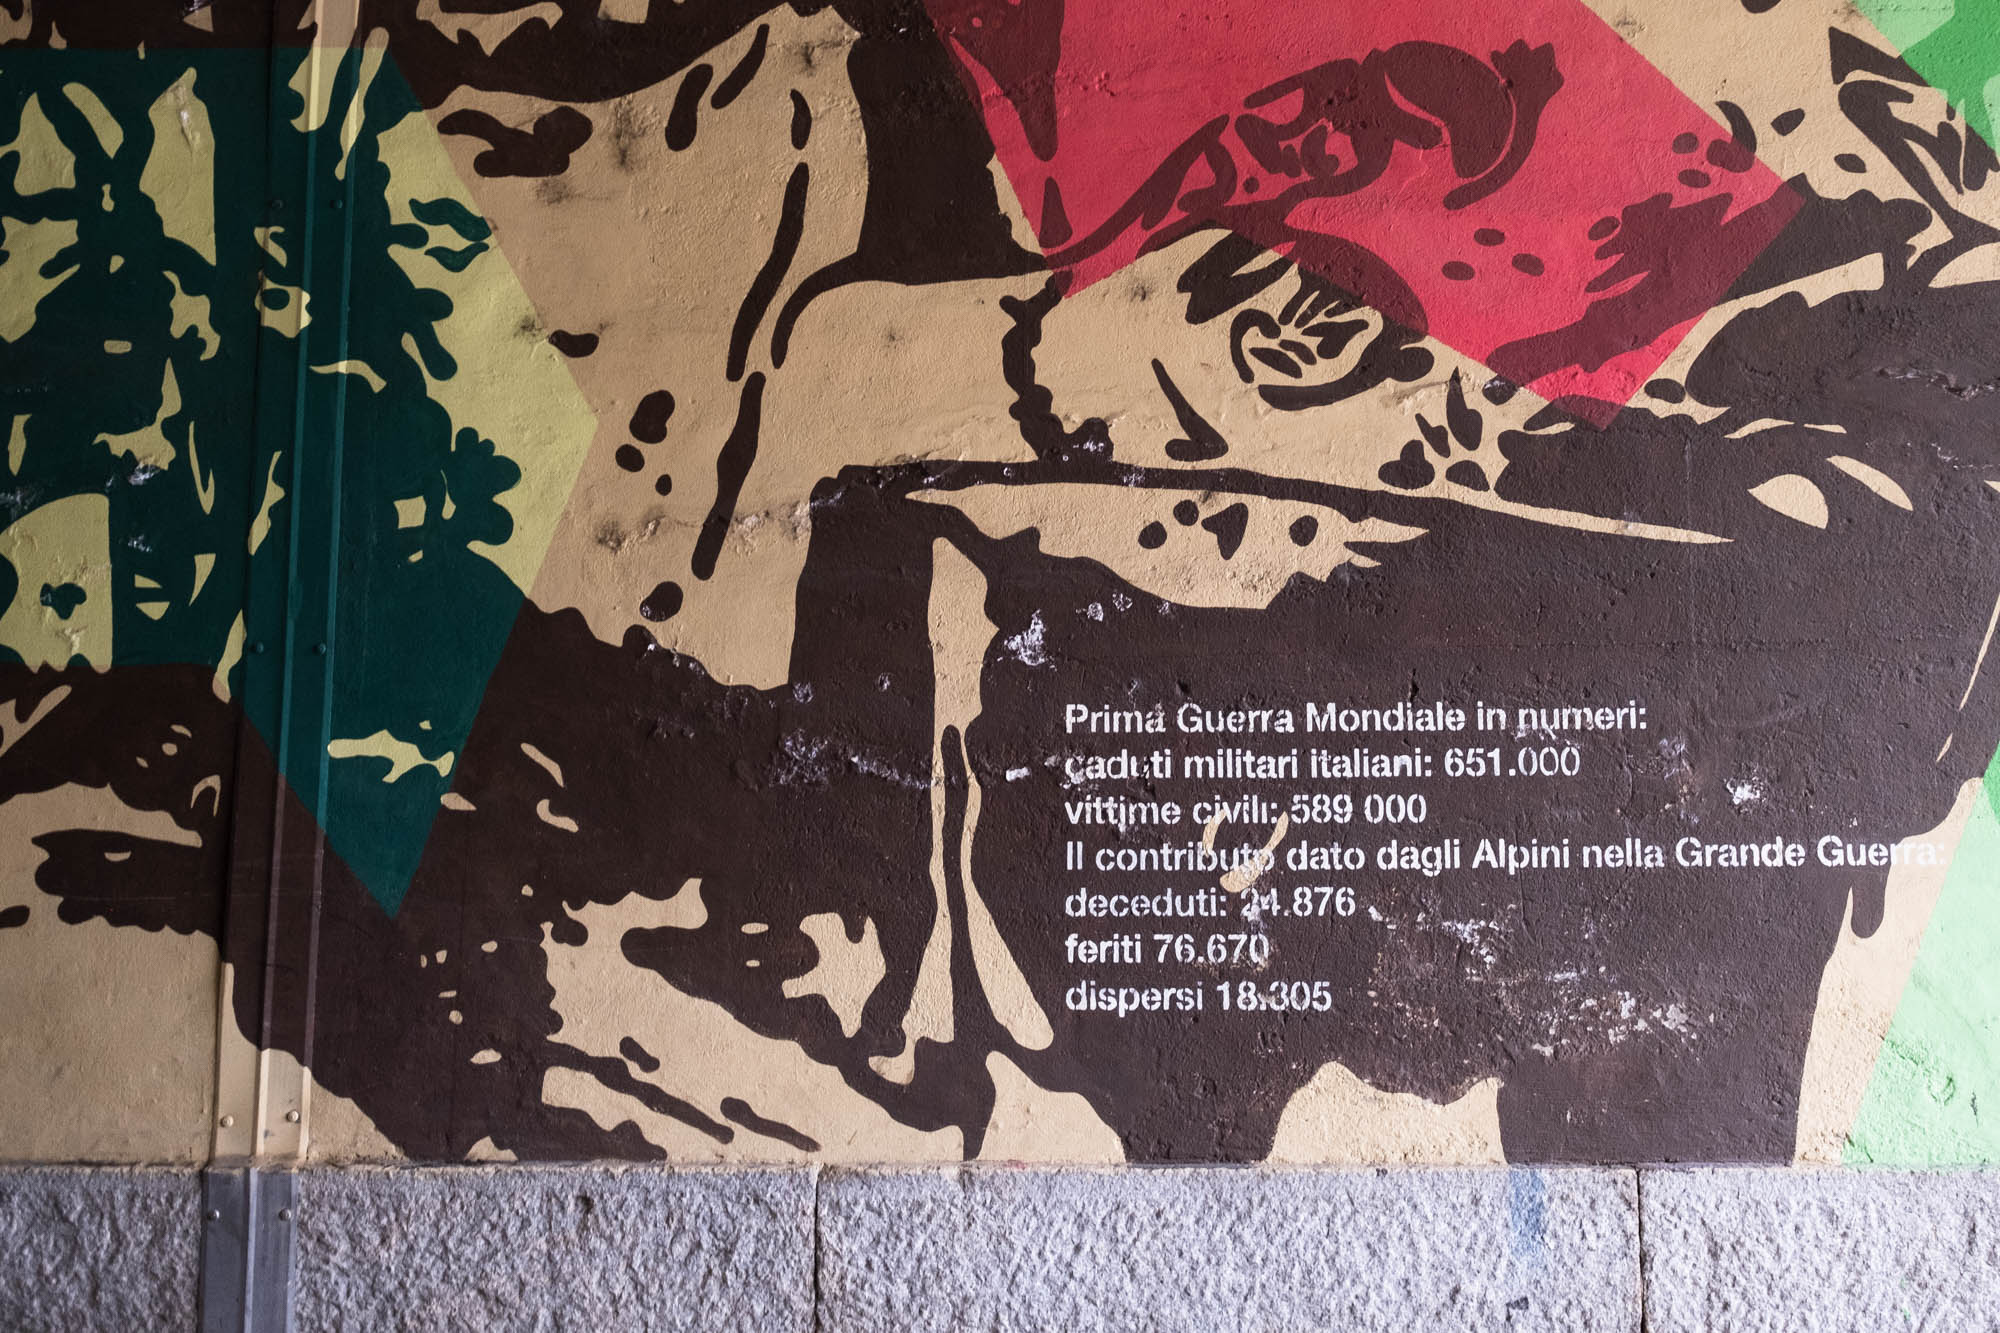 Prima Guerra Mondiale in numeri:
caduti militari italiani: 651.000
vittime civili: 589 000
Il contributo dato dagli Alpini nella Grande Guerra:
deceduti: 24.876
feriti 76.670
dispersi 18.305